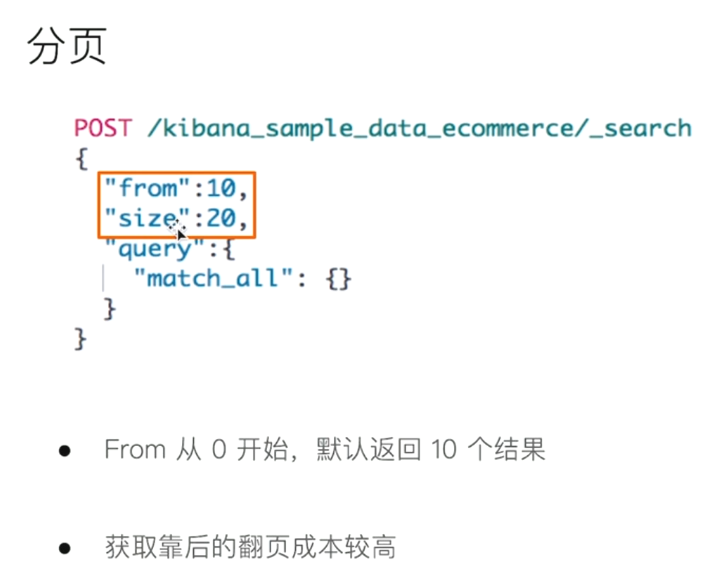 分页
POST /kibana_sample_data_ecommerce/_search
{
"from":10,
"size":20,
"query":{
"match_all": {}
}
}
● From 从 0 开始，默认返回 10 个结果
● 获取靠后的翻页成本较高